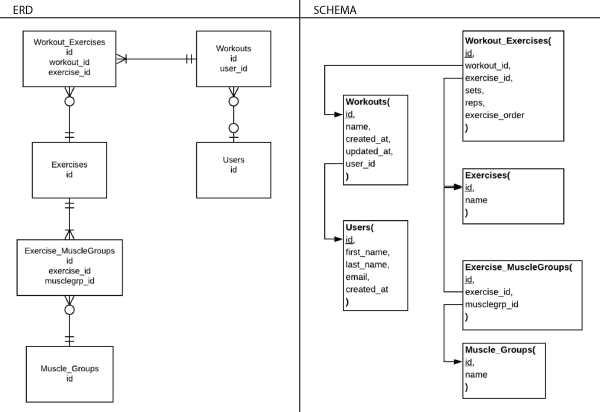 ERD
Workout_Exercises
id
workout_id
exercise_id
Workouts
id
user_id
Exercises
id
Users
id
Exercise_MuscleGroups
id
exercise_id
musclegrp_id
Muscle_Groups
id
SCHEMA
Workout_Exercises(
id,
workout_id,
exercise_id,
sets,
reps,
exercise_order
)
Workouts(
id,
name,
created_at,
updated_at,
user_id
)
Exercises(
id,
name
)
Users(
id,
first_name,
last_name,
email,
created_at
)
Exercise_MuscleGroups(
id,
exercise_id,
musclegrp_id
)
Muscle_Groups(
id,
name
)